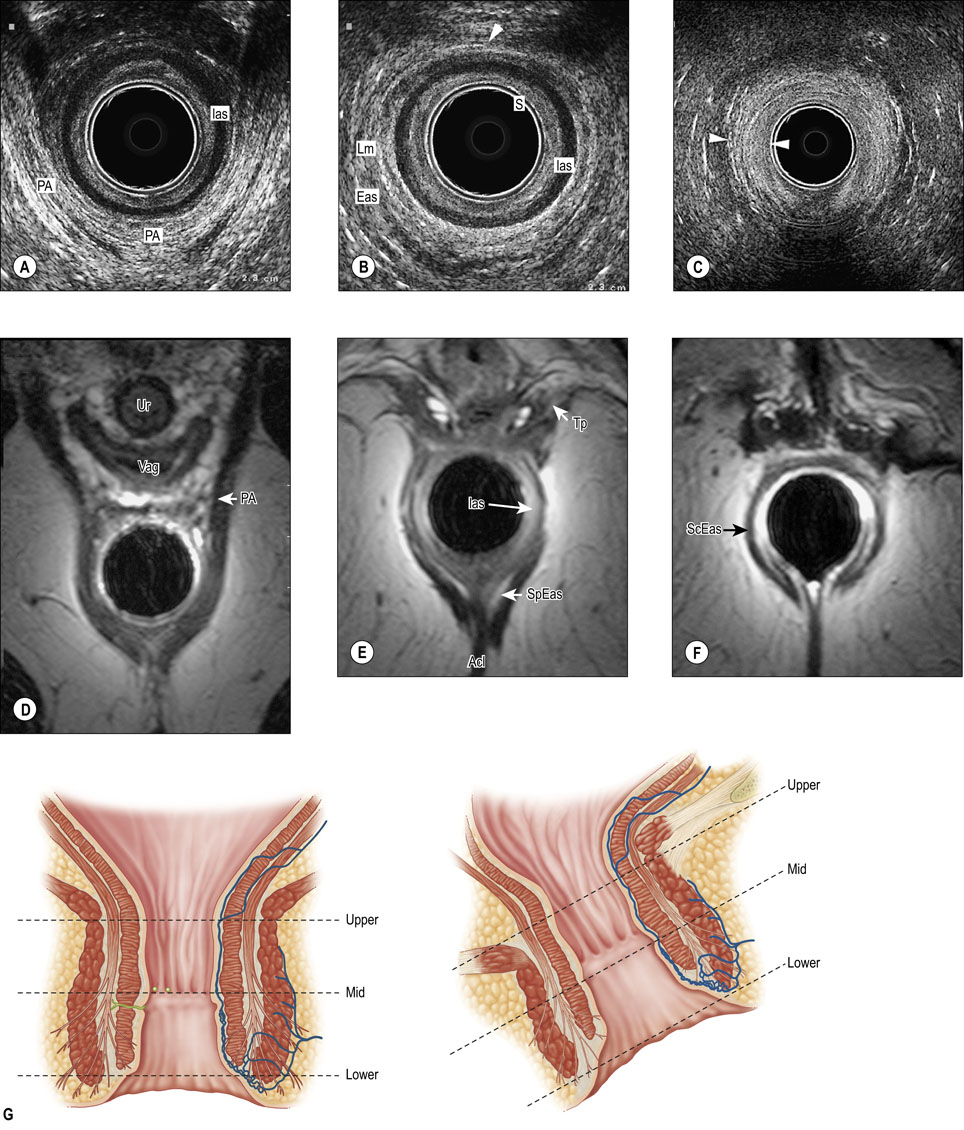 Ias
PA
PA
A
2.3 cm
S
Lm
Ias
Eas
B
2.3 cm
C
Ur
Vag
PA
D
Tp
Ias
SpEas
E
Acl
ScEas
F
Upper
Mid
Lower
Upper
Mid
Lower
G